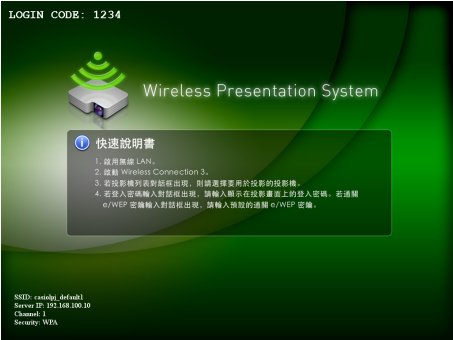 LOGIN CODE: 1234
Wireless Presentation System
快速說明書
1. 啟用無線 LAN。
2. 啟動 Wireless Connection 3。
3. 若投影機列表對話框出現，則請選擇要用於投影的投影機。
4. 若登入密碼輸入對話框出現，請輸入顯示在投影畫面上的登入密碼。若通關
e/WEP 密鑰輸入對話框出現，請輸入預設的通關 e/WEP 密鑰。
SSID: casiolpj_default1
Server IP: 192.168.100.10
Channel: 1
Security: WPA